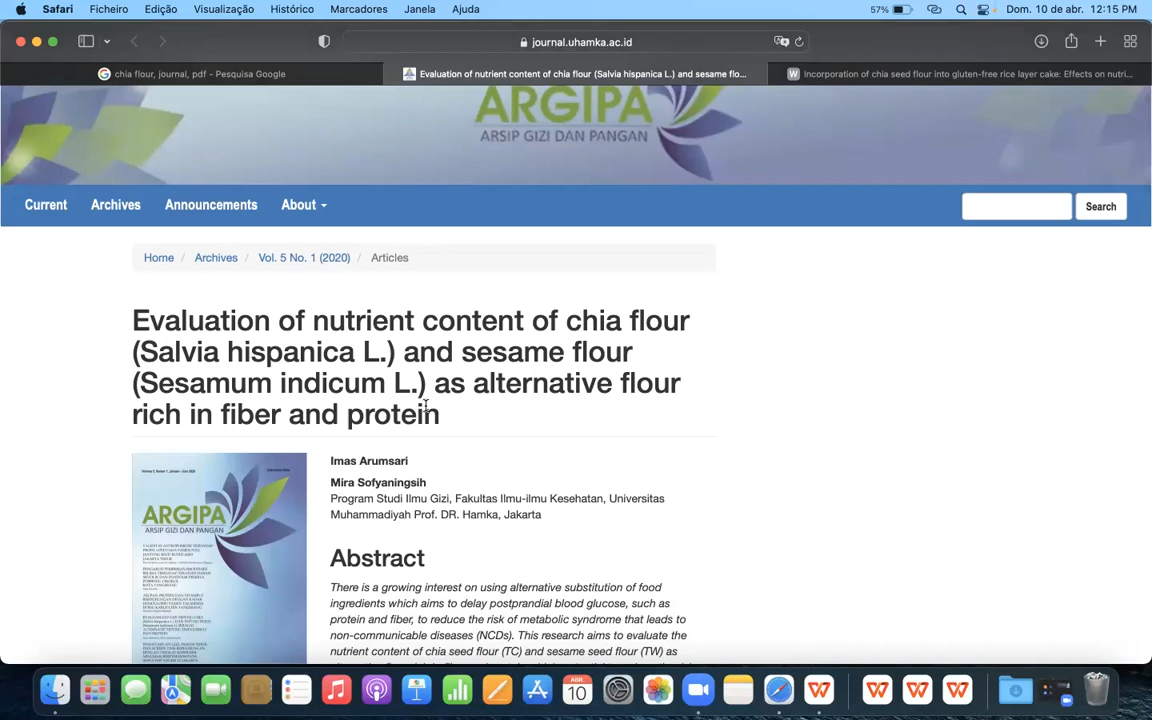 Safari Ficheiro Edição Visualização Histórico Marcadores Janela Ajuda 57% Dom. 10 de abr. 12:15 PM
journal.uhamka.ac.id
chia flour, journal, pdf - Pesquisa Google Evaluation of nutrient content of chia flour (Salvia hispanica L.) and sesame flo... Incorporation of chia seed flour into gluten-free rice layer cake: Effects on nutri...
ARGIPA
ARSIP GIZI DAN PANGAN
Current Archives Announcements About Search
Home / Archives / Vol. 5 No. 1 (2020) / Articles
Evaluation of nutrient content of chia flour
(Salvia hispanica L.) and sesame flour
(Sesamum indicum L.) as alternative flour
rich in fiber and protein
ARGIPA
ARSIP GIZI DAN PANGAN
Imas Arumsari
Mira Sofyaningsih
Program Studi Ilmu Gizi, Fakultas Ilmu-ilmu Kesehatan, Universitas
Muhammadiyah Prof. DR. Hamka, Jakarta
Abstract
There is a growing interest on using alternative substitution of food
ingredients which aims to delay postprandial blood glucose, such as
protein and fiber, to reduce the risk of metabolic syndrome that leads to
non-communicable diseases (NCDs). This research aims to evaluate the
nutrient content of chia seed flour (TC) and sesame seed flour (TW) as
ABR.
10